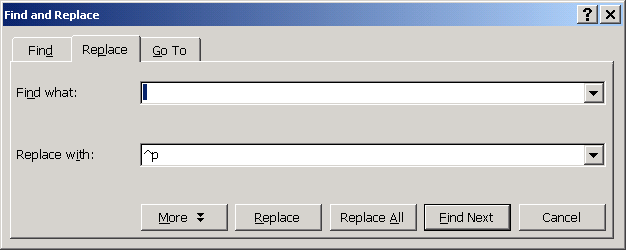 Find and Replace
Find Replace Go To
Find what:
Replace with: ^p
More Replace Replace All Find Next Cancel